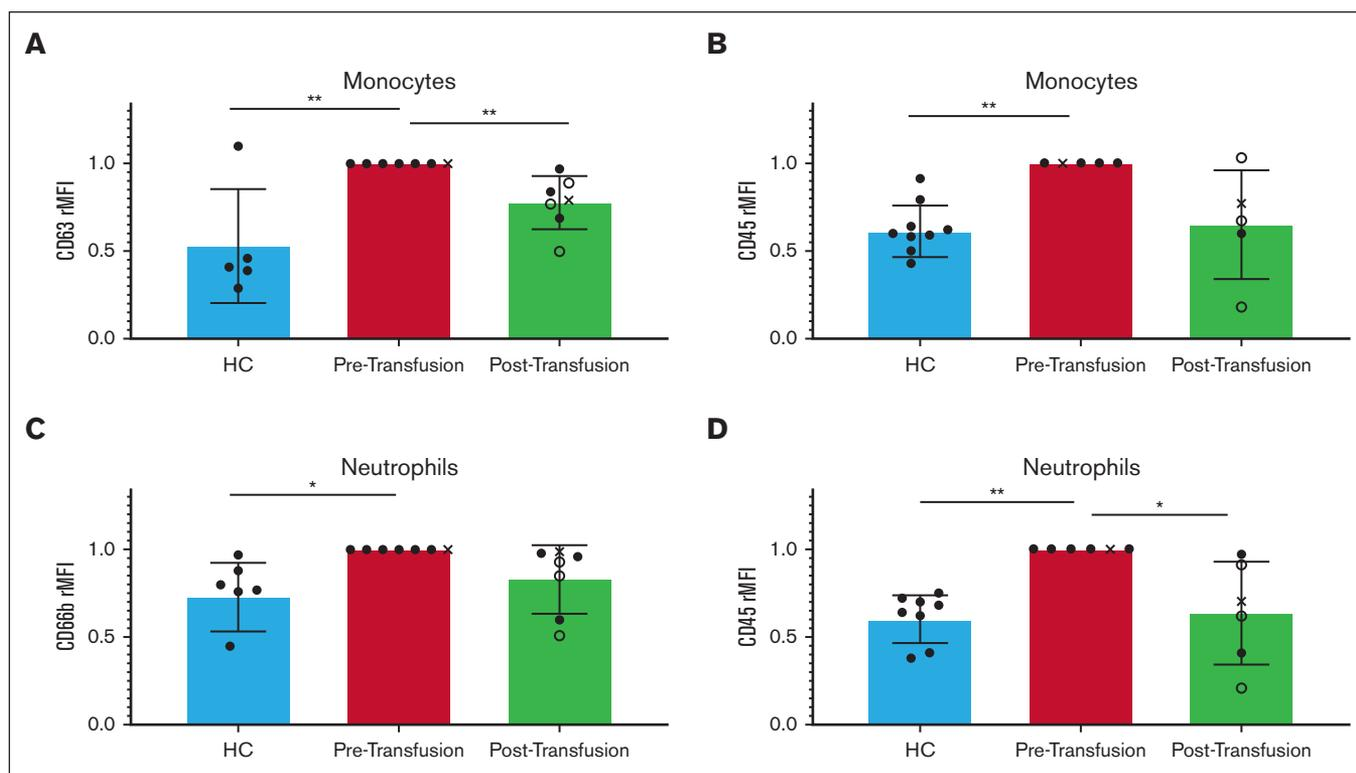 A
Monocytes
**
**
CD63 rMFI
1.0
0.5
0.0
HC
Pre-Transfusion
Post-Transfusion
B
Monocytes
**
CD45 rMFI
1.0
0.5
0.0
HC
Pre-Transfusion
Post-Transfusion
C
Neutrophils
*
CD66b rMFI
1.0
0.5
0.0
HC
Pre-Transfusion
Post-Transfusion
D
Neutrophils
**
*
CD45 rMFI
1.0
0.5
0.0
HC
Pre-Transfusion
Post-Transfusion